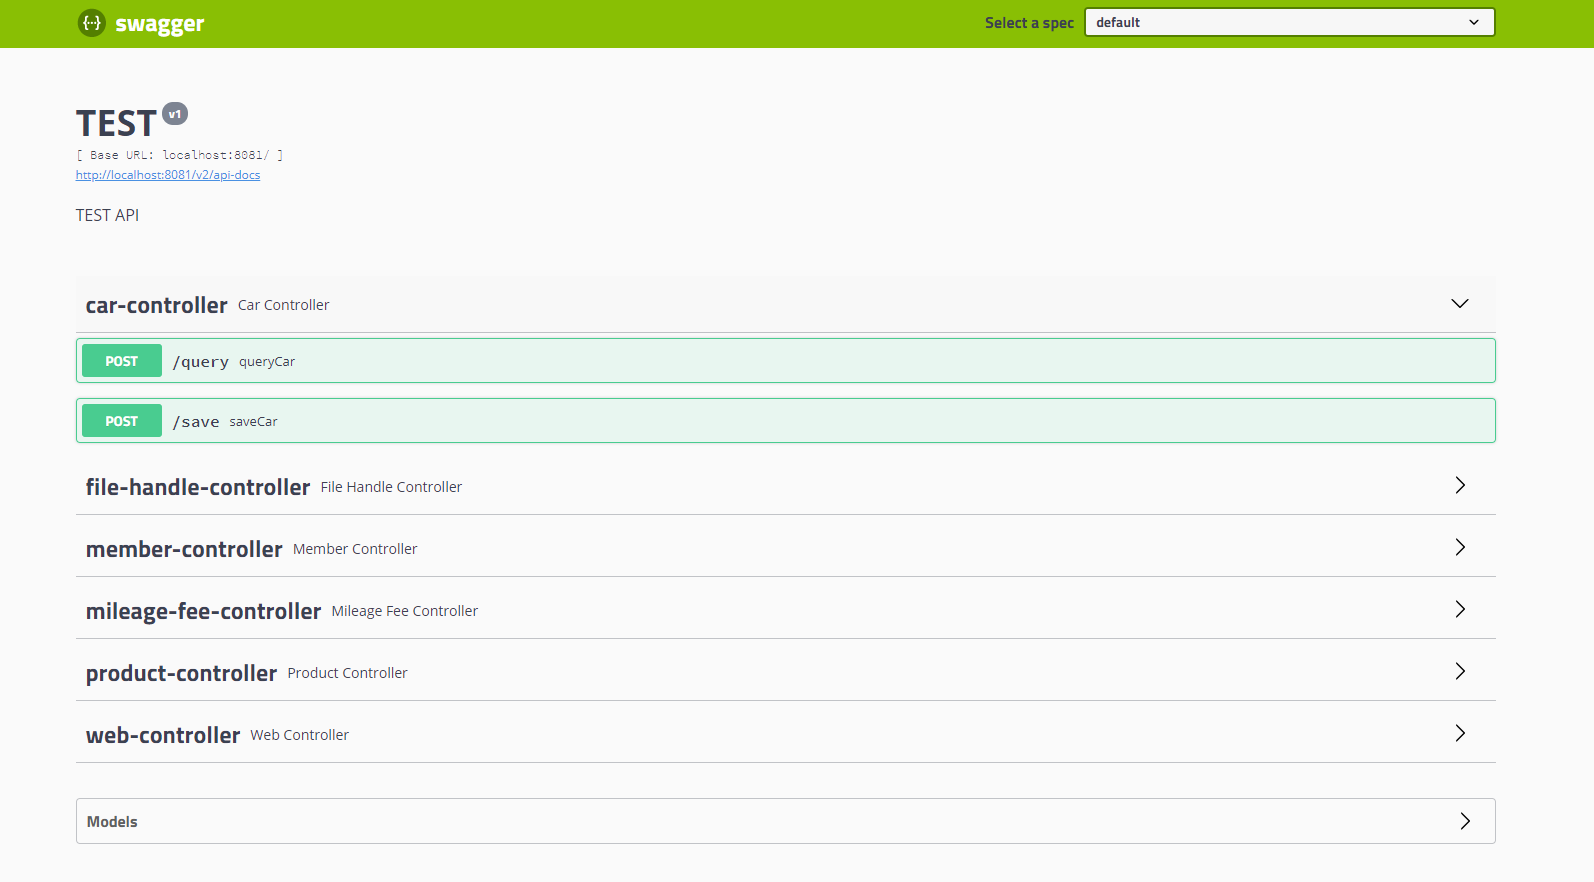 {···} swagger
Select a spec default
TEST v1
[ Base URL: localhost:8081/ ]
http://localhost:8081/v2/api-docs
TEST API
car-controller Car Controller
POST /query queryCar
POST /save saveCar
file-handle-controller File Handle Controller
member-controller Member Controller
mileage-fee-controller Mileage Fee Controller
product-controller Product Controller
web-controller Web Controller
Models